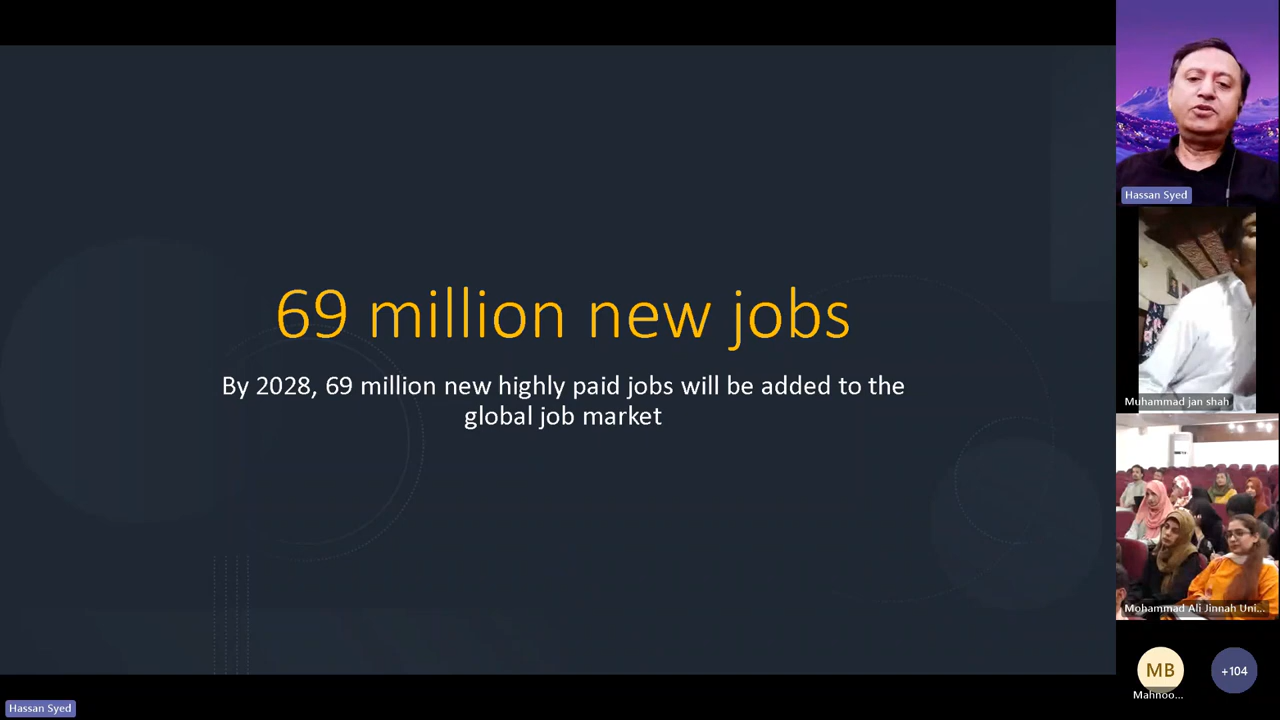 69 million new jobs
By 2028, 69 million new highly paid jobs will be added to the
global job market
Hassan Syed
Hassan Syed
Muhammad jan shah
Mohammad Ali Jinnah Uni...
MB
Mahnoo...
+104